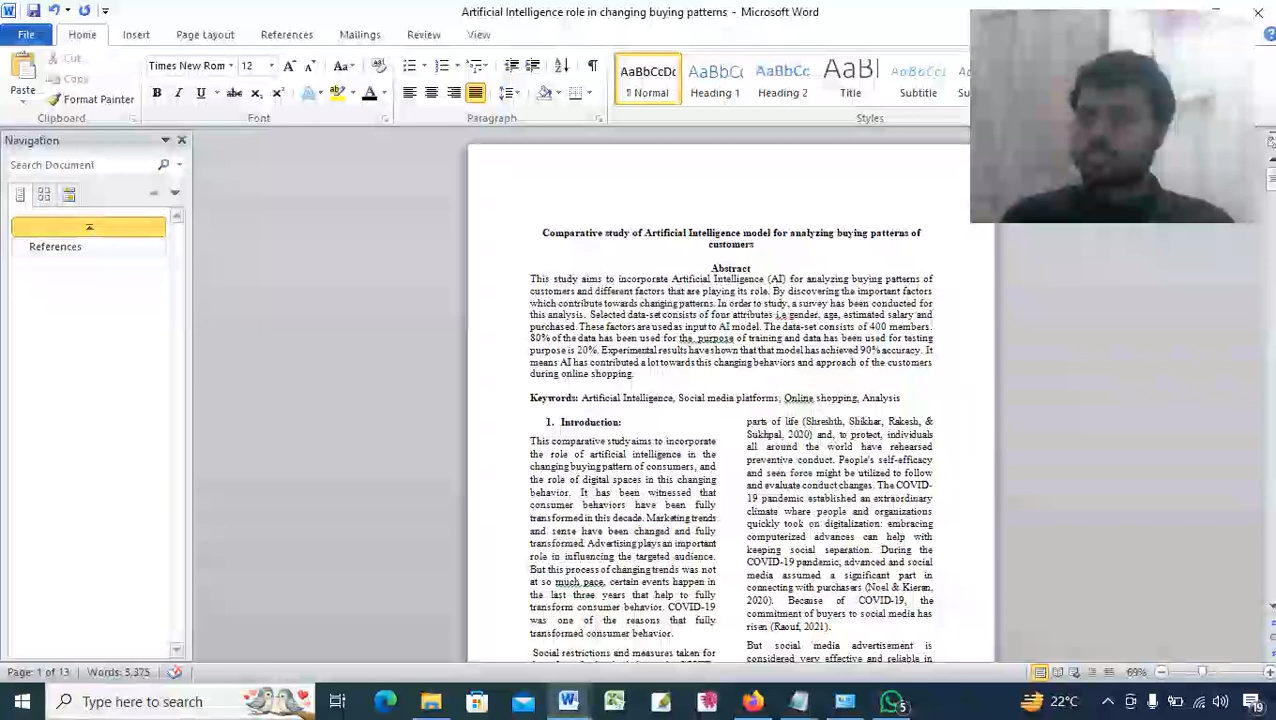 Artificial Intelligence role in changing buying patterns - Microsoft Word
File Home Insert Page Layout References Mailings Review View
Paste
Cut
Copy
Format Painter
Clipboard
Times New Rom 12
Font
Paragraph
AaBbCcDc AaBbCc AaBbCc AaB AaBbCc
¶ Normal Heading 1 Heading 2 Title Subtitle
Styles
Navigation
Search Document
References
Comparative study of Artificial Intelligence model for analyzing buying patterns of
customers
Abstract
This study aims to incorporate Artificial Intelligence (AI) for analyzing buying patterns of
customers and different factors that are playing its role. By discovering the important factors
which contribute towards changing patterns. In order to study, a survey has been conducted for
this analysis. Selected data-set consists of four attributes i.e gender, age, estimated salary and
purchased. These factors are used as input to AI model. The data-set consists of 400 members.
80% of the data has been used for the purpose of training and data has been used for testing
purpose is 20%. Experimental results have shown that that model has achieved 90% accuracy. It
means AI has contributed a lot towards this changing behaviors and approach of the customers
during online shopping.
Keywords: Artificial Intelligence, Social media platforms, Online shopping, Analysis
1. Introduction:
This comparative study aims to incorporate
the role of artificial intelligence in the
changing buying pattern of consumers, and
the role of digital spaces in this changing
behavior. It has been witnessed that
consumer behaviors have been fully
transformed in this decade. Marketing trends
and sense have been changed and fully
transformed. Advertising plays an important
role in influencing the targeted audience.
But this process of changing trends was not
at so much pace, certain events happen in
the last three years that help to fully
transform consumer behavior. COVID-19
was one of the reasons that fully
transformed consumer behavior.
Social restrictions and measures taken for
parts of life (Shreshth, Shikhar, Rakesh, &
Sukhpal, 2020) and, to protect, individuals
all around the world have rehearsed
preventive conduct. People's self-efficacy
and seen force might be utilized to follow
and evaluate conduct changes. The COVID-
19 pandemic established an extraordinary
climate where people and organizations
quickly took on digitalization: embracing
computerized advances can help with
keeping social separation. During the
COVID-19 pandemic, advanced and social
media assumed a significant part in
connecting with purchasers (Noel & Kieran,
2020). Because of COVID-19, the
commitment of buyers to social media has
risen (Raouf, 2021).
But social media advertisement is
considered very effective and reliable in
Page: 1 of 13 Words: 5,375
69%
Type here to search
5
22°C
19